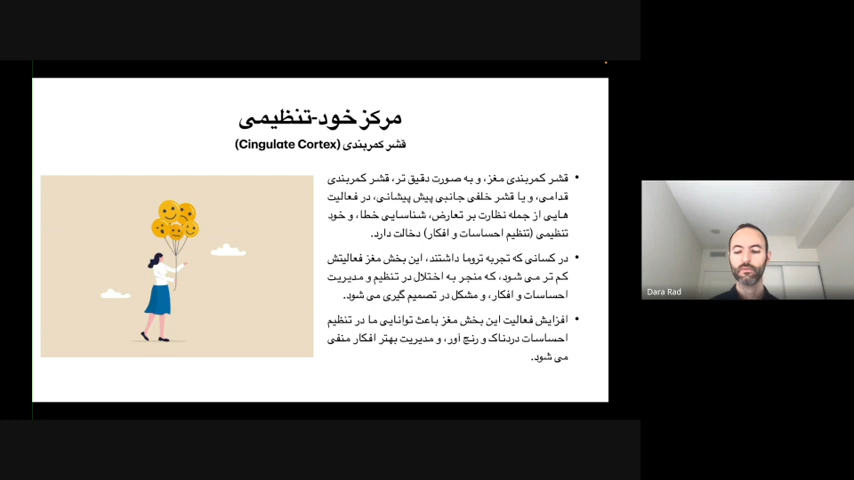 مرکز خود-تنظیمی
قشر کمربندی (Cingulate Cortex)
• قشر کمربندی مغز، و به صورت دقیق تر، قشر کمربندی
قدامی، و یا قشر خلفی جانبی پیش پیشانی، در فعالیت
هایی از جمله نظارت بر تعارض، شناسایی خطا، و خود
تنظیمی (تنظیم احساسات و افکار) دخالت دارد.
• در کسانی که تجربه تروما داشتند، این بخش مغز فعالیتش
کم تر می شود، که منجر به اختلال در تنظیم و مدیریت
احساسات و افکار، و مشکل در تصمیم گیری می شود.
• افزایش فعالیت این بخش مغز باعث توانایی ما در تنظیم
احساسات دردناک و رنج آور، و مدیریت بهتر افکار منفی
می شود.
Dara Rad